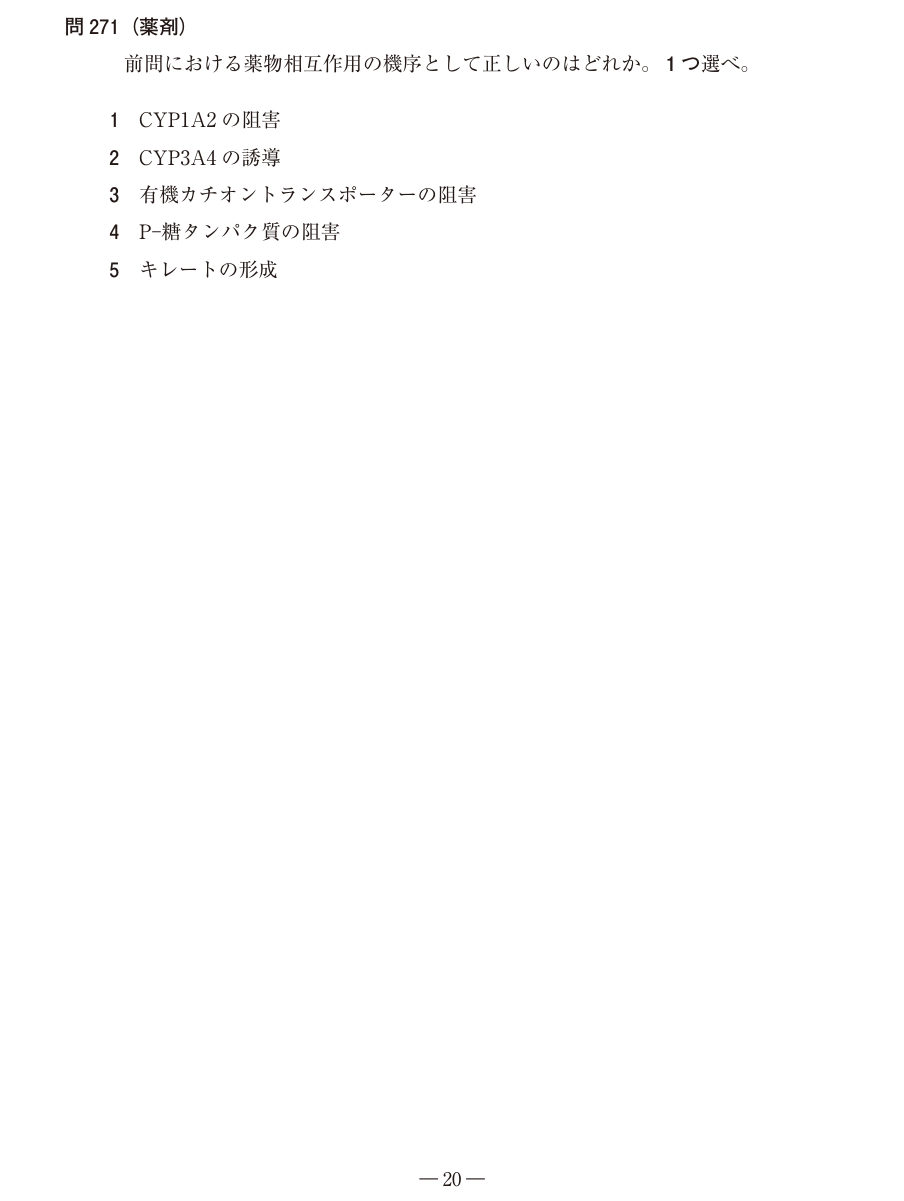 問 271（薬剤）
前問における薬物相互作用の機序として正しいのはどれか。1つ選べ。
1 CYP1A2 の阻害
2 CYP3A4 の誘導
3 有機カチオントランスポーターの阻害
4 P-糖タンパク質の阻害
5 キレートの形成
― 20 ―